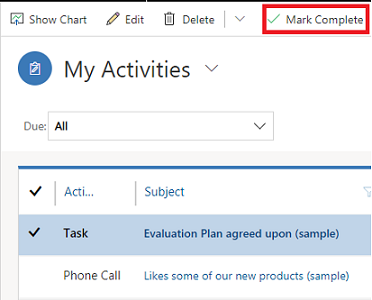 Show Chart Edit Delete Mark Complete
My Activities
Due: All
Acti... Subject
Task Evaluation Plan agreed upon (sample)
Phone Call Likes some of our new products (sample)